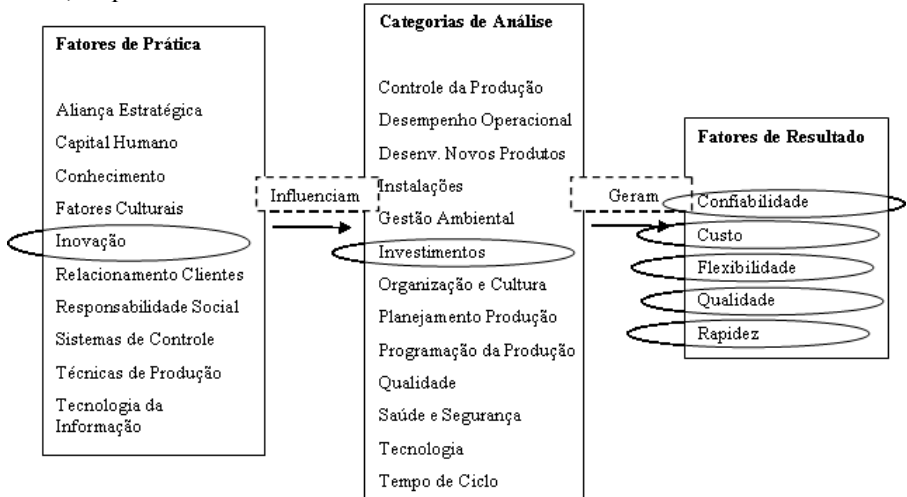 Fatores de Prática
Aliança Estratégica
Capital Humano
Conhecimento
Fatores Culturais
Inovação
Relacionamento Clientes
Responsabilidade Social
Sistemas de Controle
Técnicas de Produção
Tecnologia da
Informação
Influenciam
Categorias de Análise
Controle da Produção
Desempenho Operacional
Desenv. Novos Produtos
Instalações
Gestão Ambiental
Investimentos
Organização e Cultura
Planejamento Produção
Programação da Produção
Qualidade
Saúde e Segurança
Tecnologia
Tempo de Ciclo
Geram
Fatores de Resultado
Confiabilidade
Custo
Flexibilidade
Qualidade
Rapidez